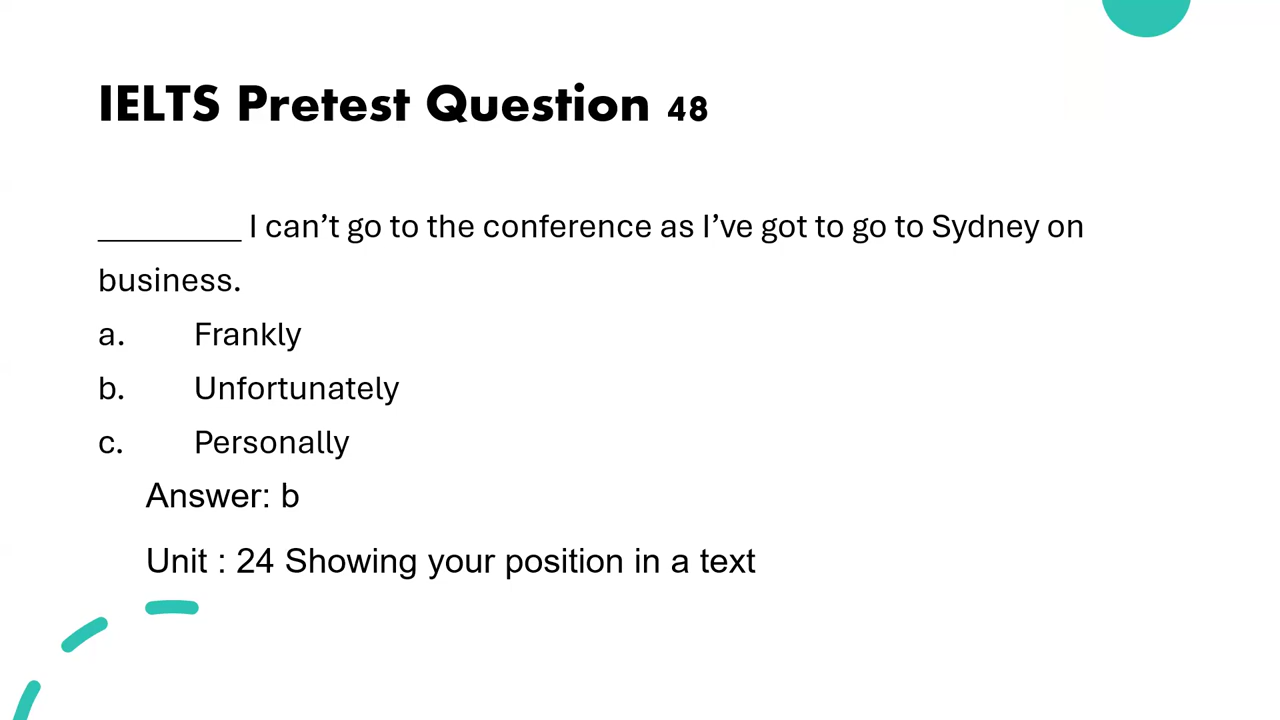 IELTS Pretest Question 48
_________ I can’t go to the conference as I’ve got to go to Sydney on
business.
a. Frankly
b. Unfortunately
c. Personally
Answer: b
Unit : 24 Showing your position in a text